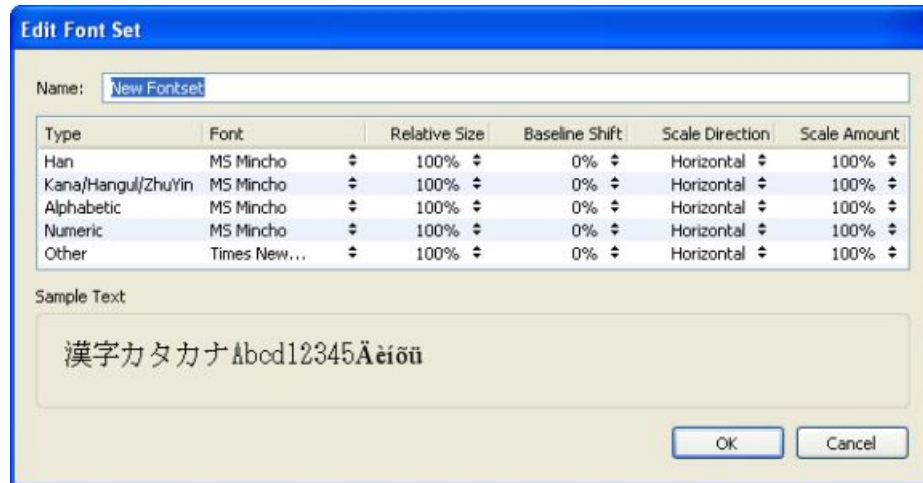 Edit Font Set
Name: New Fontset
Type Font Relative Size Baseline Shift Scale Direction Scale Amount
Han MS Mincho 100% 0% Horizontal 100%
Kana/Hangul/ZhuYin MS Mincho 100% 0% Horizontal 100%
Alphabetic MS Mincho 100% 0% Horizontal 100%
Numeric MS Mincho 100% 0% Horizontal 100%
Other Times New... 100% 0% Horizontal 100%
Sample Text
漢字カタカナAbcd12345Äèíõü
OK Cancel